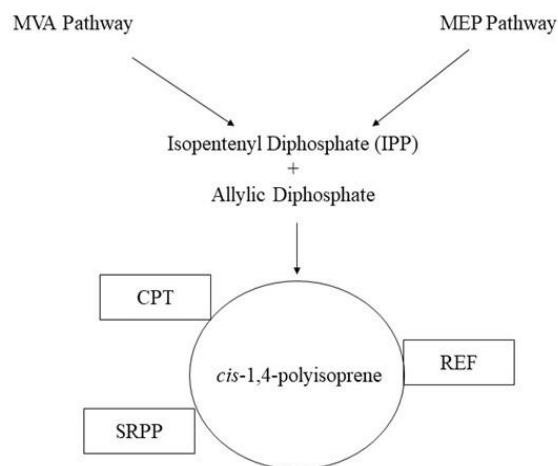 MVA Pathway
MEP Pathway
Isopentenyl Diphosphate (IPP)
+
Allylic Diphosphate
CPT
cis-1,4-polyisoprene
REF
SRPP